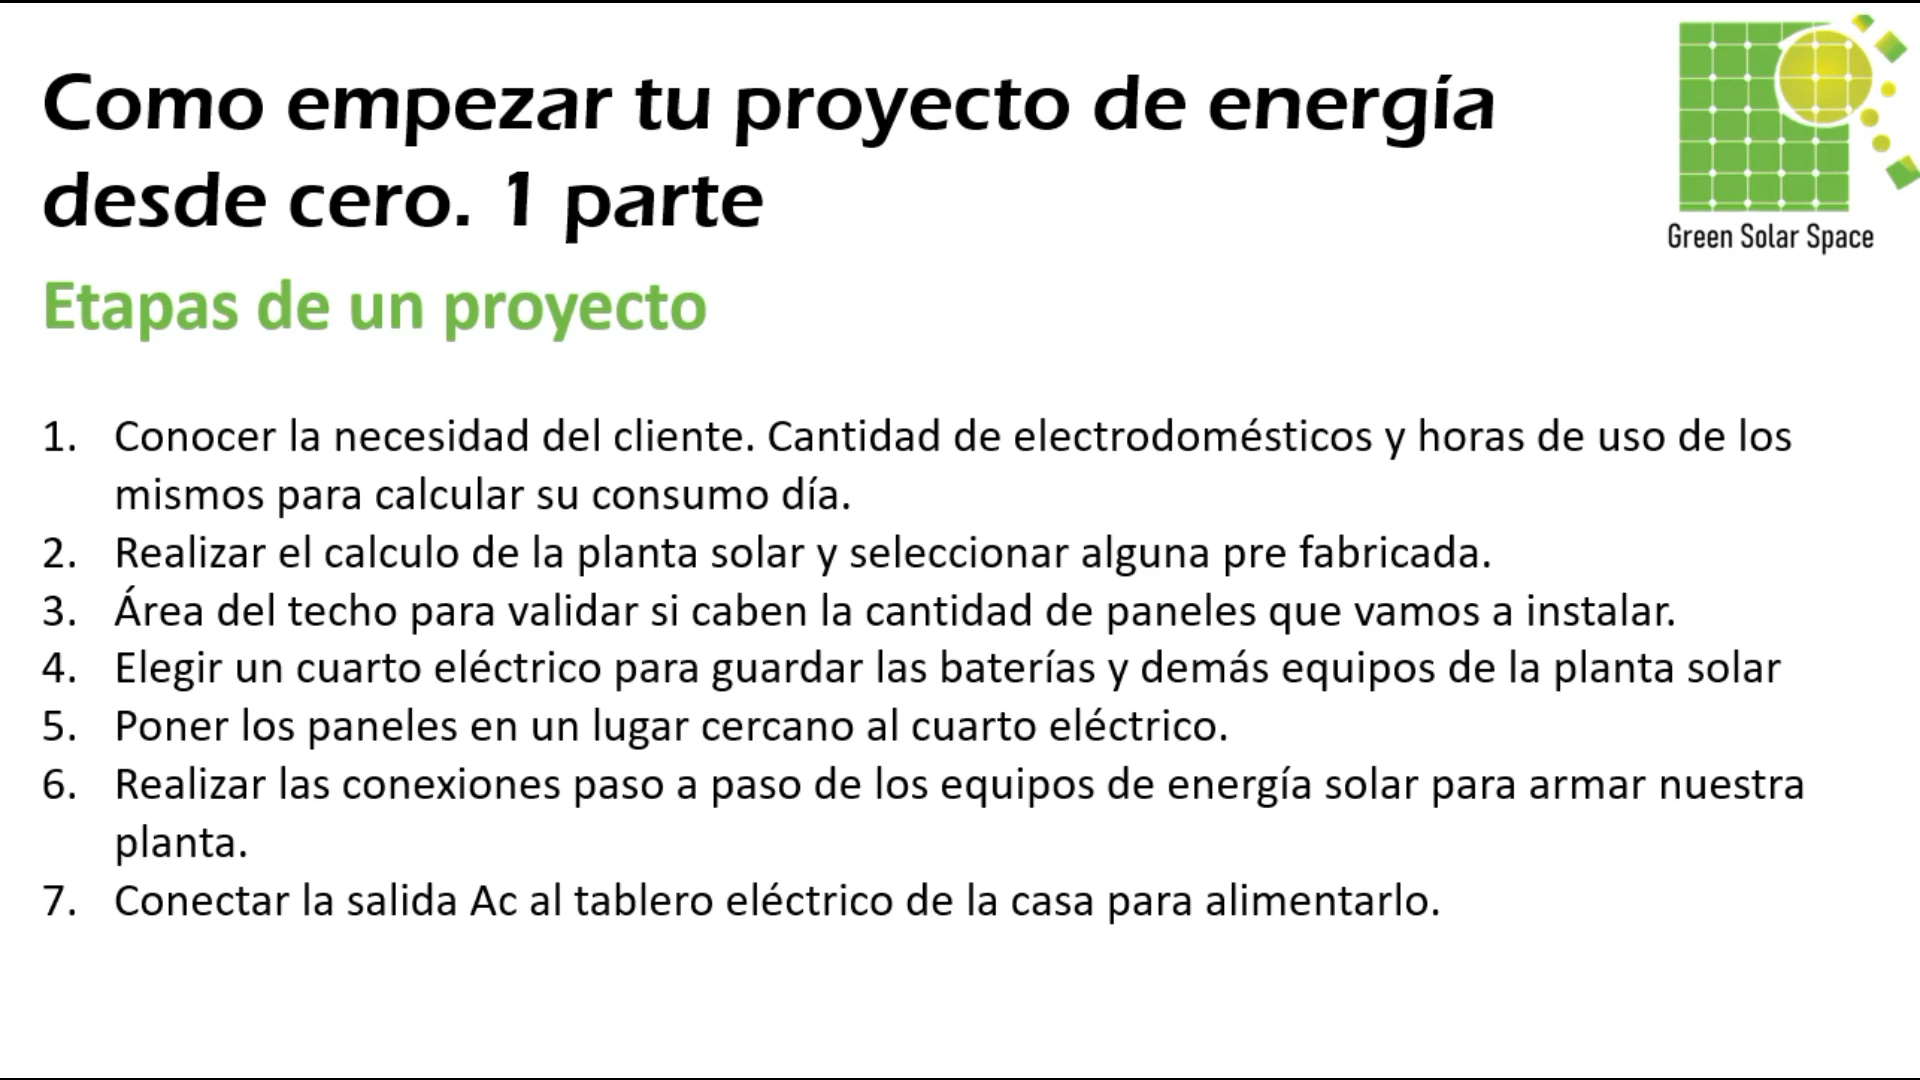 Como empezar tu proyecto de energía
desde cero. 1 parte
Green Solar Space
Etapas de un proyecto
1. Conocer la necesidad del cliente. Cantidad de electrodomésticos y horas de uso de los
mismos para calcular su consumo día.
2. Realizar el calculo de la planta solar y seleccionar alguna pre fabricada.
3. Área del techo para validar si caben la cantidad de paneles que vamos a instalar.
4. Elegir un cuarto eléctrico para guardar las baterías y demás equipos de la planta solar
5. Poner los paneles en un lugar cercano al cuarto eléctrico.
6. Realizar las conexiones paso a paso de los equipos de energía solar para armar nuestra
planta.
7. Conectar la salida Ac al tablero eléctrico de la casa para alimentarlo.